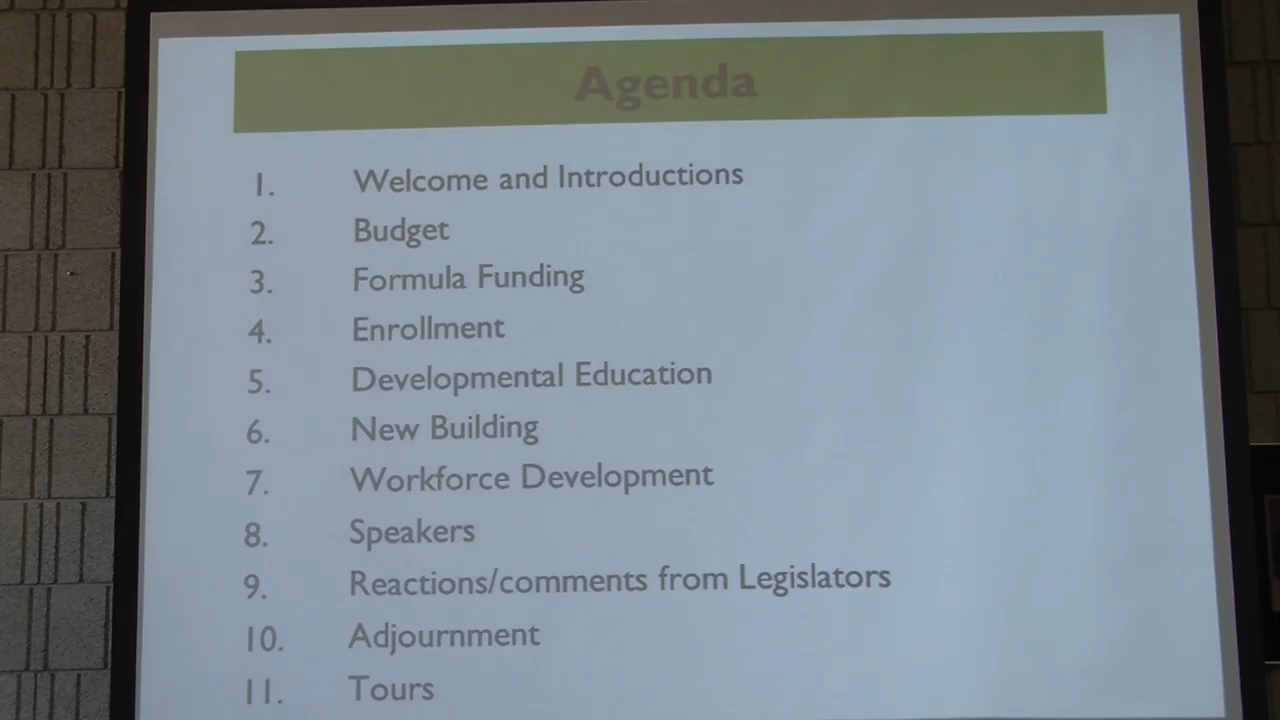 Agenda
1. Welcome and Introductions
2. Budget
3. Formula Funding
4. Enrollment
5. Developmental Education
6. New Building
7. Workforce Development
8. Speakers
9. Reactions/comments from Legislators
10. Adjournment
11. Tours